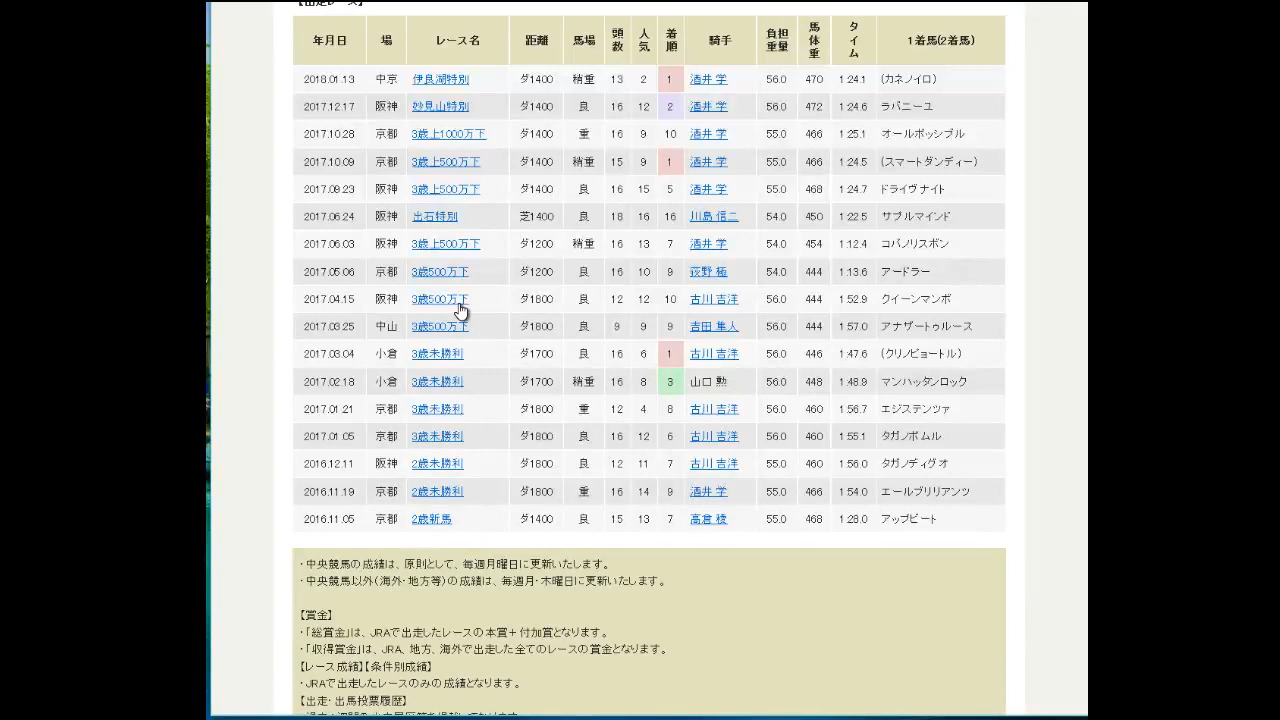 【出走レース】
年月日 場 レース名 距離 馬場 頭数 人気 着順 騎手 負担重量 馬体重 タイム 1着馬(2着馬)
2018.01.13 中京 伊良湖特別 ダ1400 稍重 13 2 1 酒井 学 56.0 470 1:24.1 (カネノイロ)
2017.12.17 阪神 妙見山特別 ダ1400 良 16 12 2 酒井 学 56.0 472 1:24.6 ラパニーユ
2017.10.28 京都 3歳上1000万下 ダ1400 重 16 9 10 酒井 学 55.0 466 1:25.1 オールポッシブル
2017.10.09 京都 3歳上500万下 ダ1400 稍重 15 9 1 酒井 学 55.0 466 1:24.5 (スマートダンディー)
2017.09.23 阪神 3歳上500万下 ダ1400 良 16 15 5 酒井 学 55.0 468 1:24.7 ドライヴナイト
2017.06.24 阪神 出石特別 芝1400 良 18 16 16 川島 信二 54.0 450 1:22.5 サブルマインド
2017.06.03 阪神 3歳上500万下 ダ1200 稍重 16 13 7 酒井 学 54.0 454 1:12.4 コパノリスボン
2017.05.06 京都 3歳500万下 ダ1200 良 16 10 9 荻野 極 54.0 444 1:13.6 アードラー
2017.04.15 阪神 3歳500万下 ダ1800 良 12 12 10 古川 吉洋 56.0 444 1:52.9 クイーンマンボ
2017.03.25 中山 3歳500万下 ダ1800 良 9 9 9 吉田 隼人 56.0 444 1:57.0 アナザートゥルース
2017.03.04 小倉 3歳未勝利 ダ1700 良 16 6 1 古川 吉洋 56.0 446 1:47.6 (クリノビョートル)
2017.02.18 小倉 3歳未勝利 ダ1700 稍重 16 8 3 山口 勲 56.0 448 1:48.9 マンハッタンロック
2017.01.21 京都 3歳未勝利 ダ1800 重 12 4 8 古川 吉洋 56.0 460 1:56.7 エジステンツァ
2017.01.05 京都 3歳未勝利 ダ1800 良 16 12 6 古川 吉洋 56.0 460 1:55.1 タガノボムル
2016.12.11 阪神 2歳未勝利 ダ1800 良 12 11 7 古川 吉洋 55.0 460 1:56.0 タガノディグオ
2016.11.19 京都 2歳未勝利 ダ1800 重 16 14 9 酒井 学 55.0 466 1:54.0 エールブリリアンツ
2016.11.05 京都 2歳新馬 ダ1400 良 15 13 7 高倉 稜 55.0 468 1:28.0 アップビート
・中央競馬の成績は、原則として、毎週月曜日に更新いたします。
・中央競馬以外(海外・地方等)の成績は、毎週月・木曜日に更新いたします。
【賞金】
・「総賞金」は、JRAで出走したレースの本賞＋付加賞となります。
・「収得賞金」は、JRA、地方、海外で出走した全てのレースの賞金となります。
【レース成績】【条件別成績】
・JRAで出走したレースのみの成績となります。
【出走・出馬投票履歴】